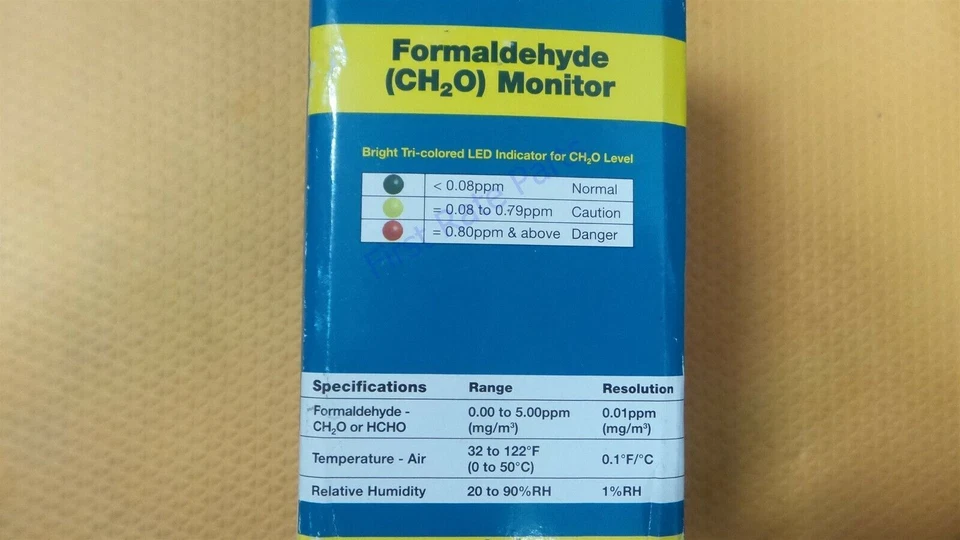 Formaldehyde
(CH₂O) Monitor
Bright Tri-colored LED Indicator for CH₂O Level
< 0.08ppm Normal
= 0.08 to 0.79ppm Caution
= 0.80ppm & above Danger
First Rate Parts
Specifications Range Resolution
Formaldehyde - 0.00 to 5.00ppm 0.01ppm
CH₂O or HCHO (mg/m³) (mg/m³)
Temperature - Air 32 to 122°F 0.1°F/°C
(0 to 50°C)
Relative Humidity 20 to 90%RH 1%RH